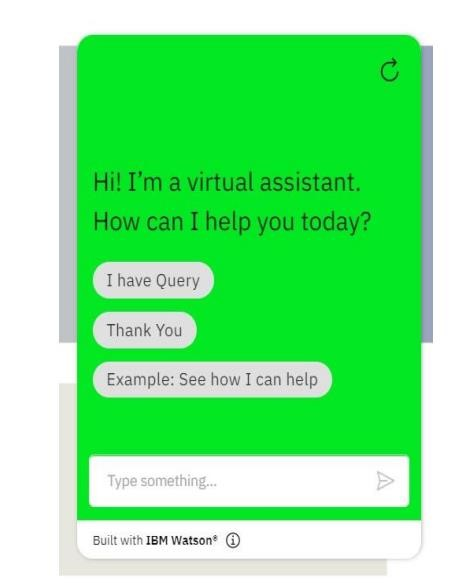 Hi! I’m a virtual assistant.
How can I help you today?
I have Query
Thank You
Example: See how I can help
Type something...
Built with IBM Watson®